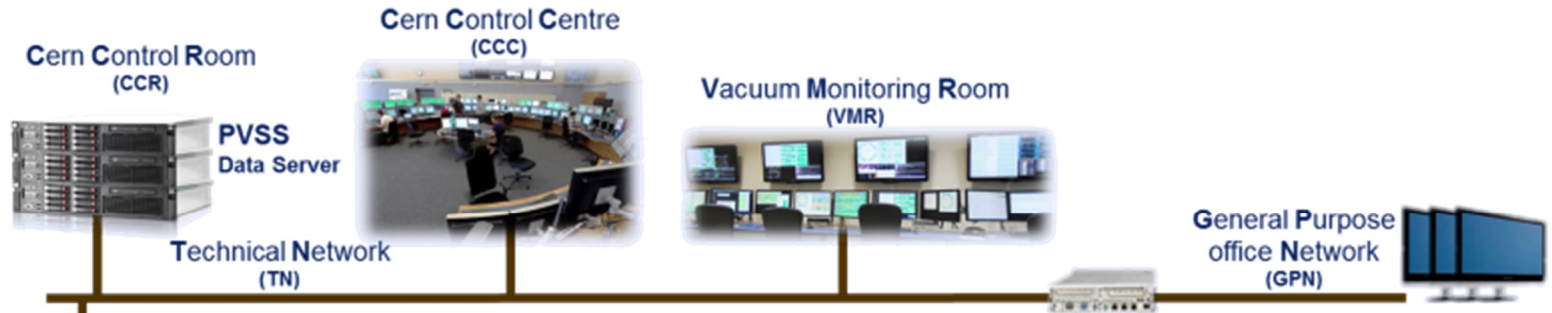 Cern Control Room
(CCR)
PVSS
Data Server
Cern Control Centre
(CCC)
Vacuum Monitoring Room
(VMR)
Technical Network
(TN)
General Purpose
office Network
(GPN)